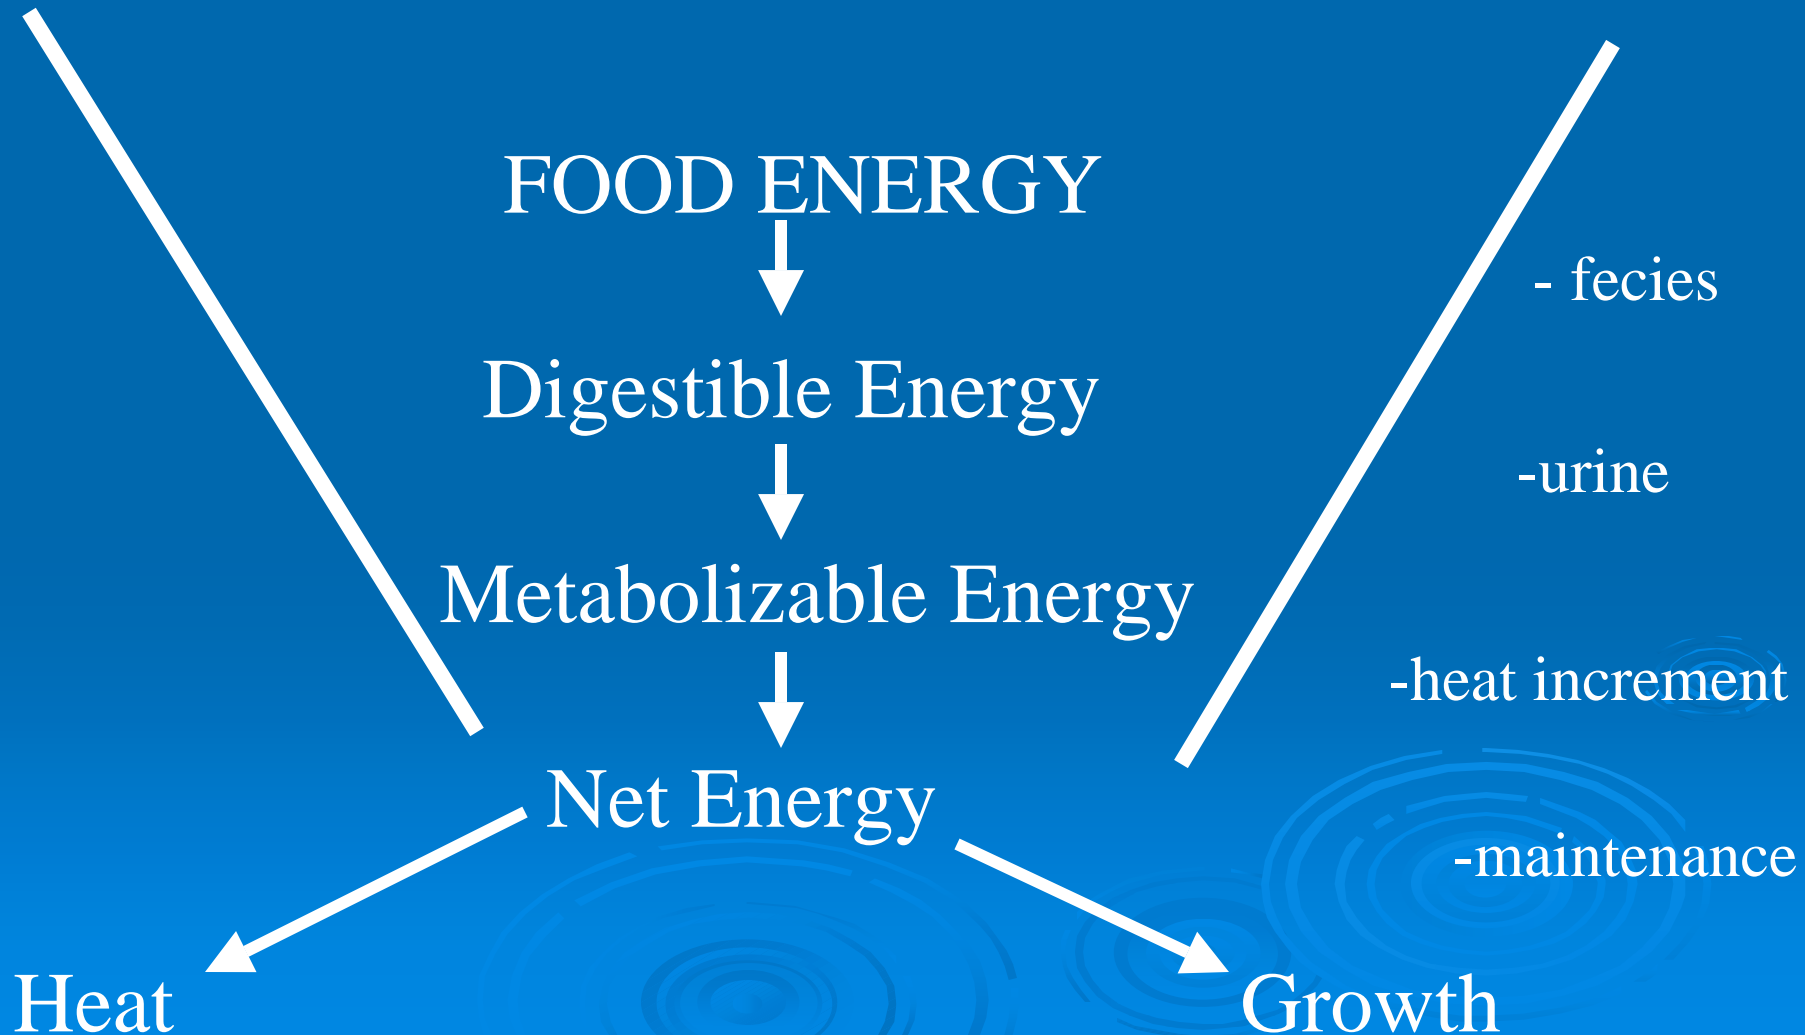 FOOD ENERGY
- fecies
Digestible Energy
-urine
Metabolizable Energy
-heat increment
Net Energy
-maintenance
Heat
Growth